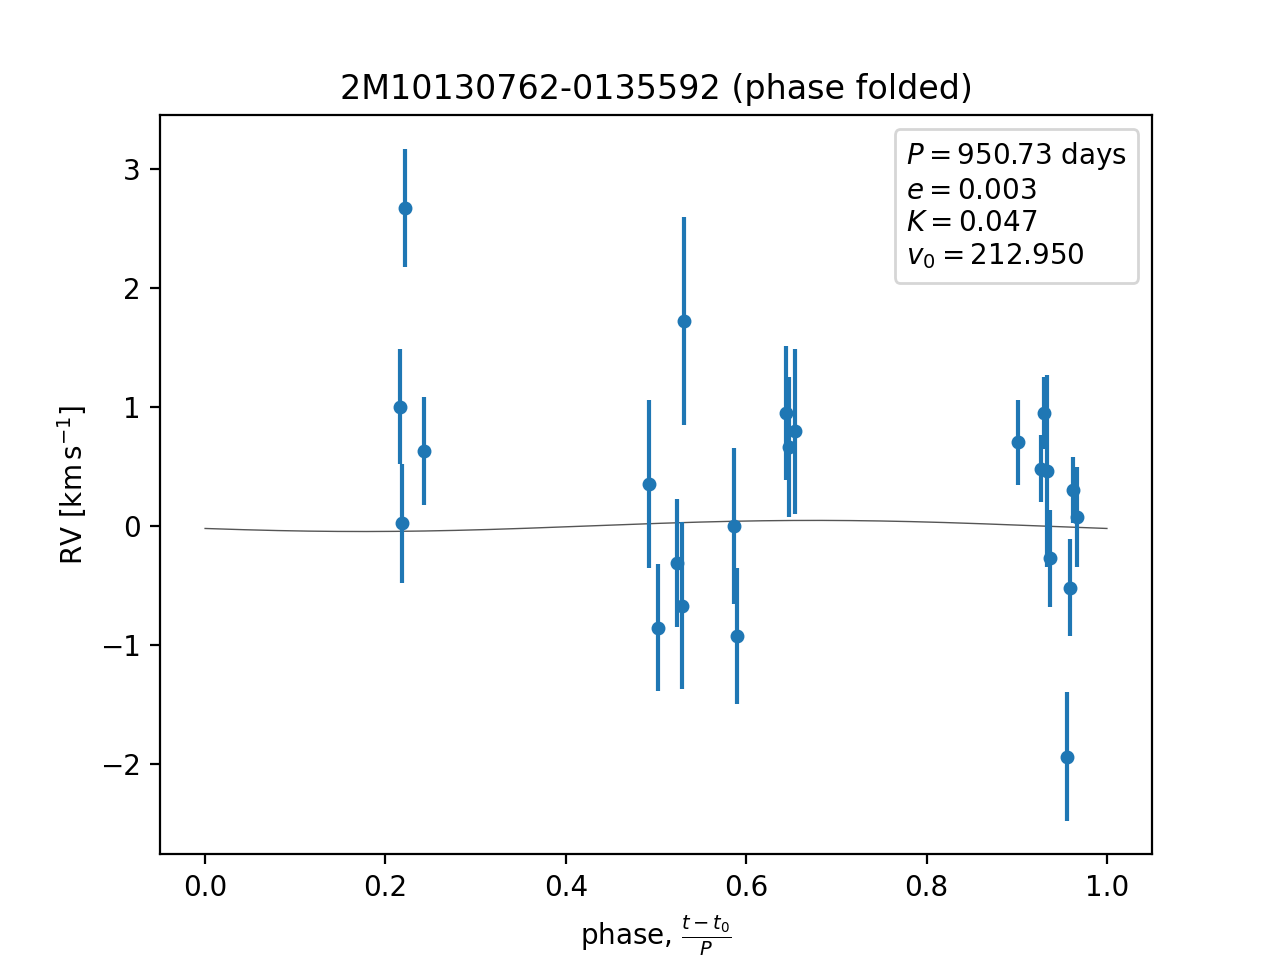 2M10130762-0135592 (phase folded)
P = 950.73 days
e = 0.003
K = 0.047
v₀ = 212.950
3
2
1
0
−1
−2
RV [km s⁻¹]
0.0 0.2 0.4 0.6 0.8 1.0
phase, (t − t₀)/P